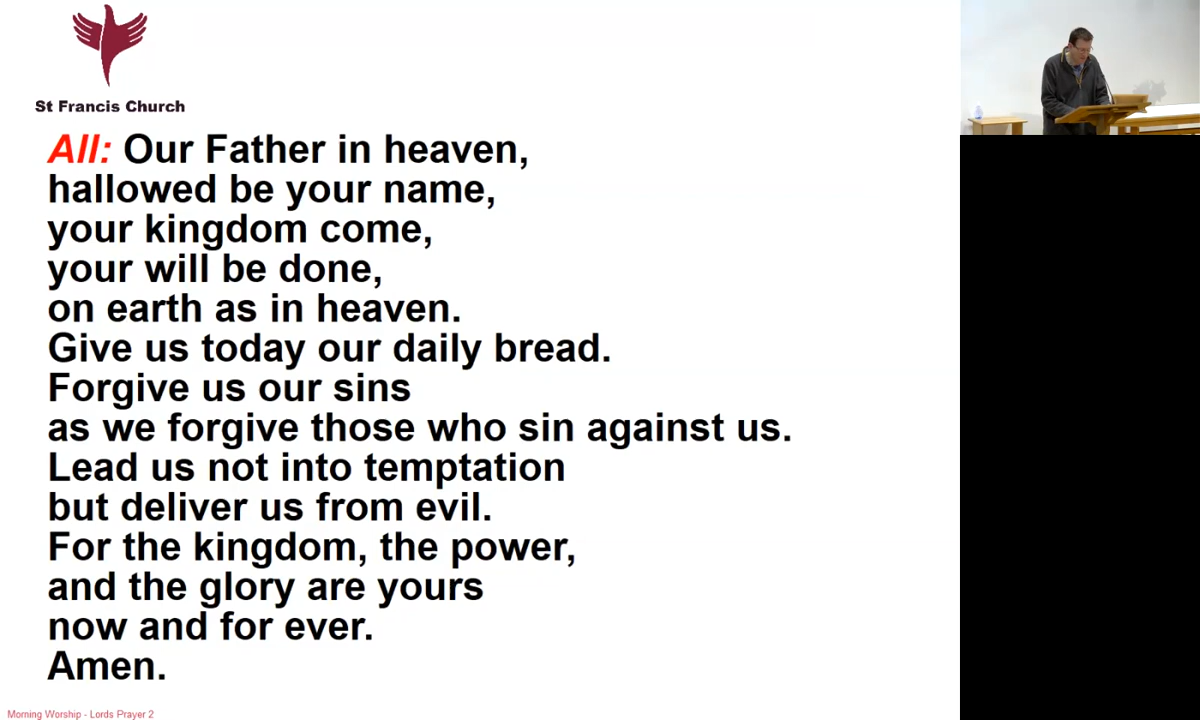 St Francis Church
All: Our Father in heaven,
hallowed be your name,
your kingdom come,
your will be done,
on earth as in heaven.
Give us today our daily bread.
Forgive us our sins
as we forgive those who sin against us.
Lead us not into temptation
but deliver us from evil.
For the kingdom, the power,
and the glory are yours
now and for ever.
Amen.
Morning Worship - Lords Prayer 2